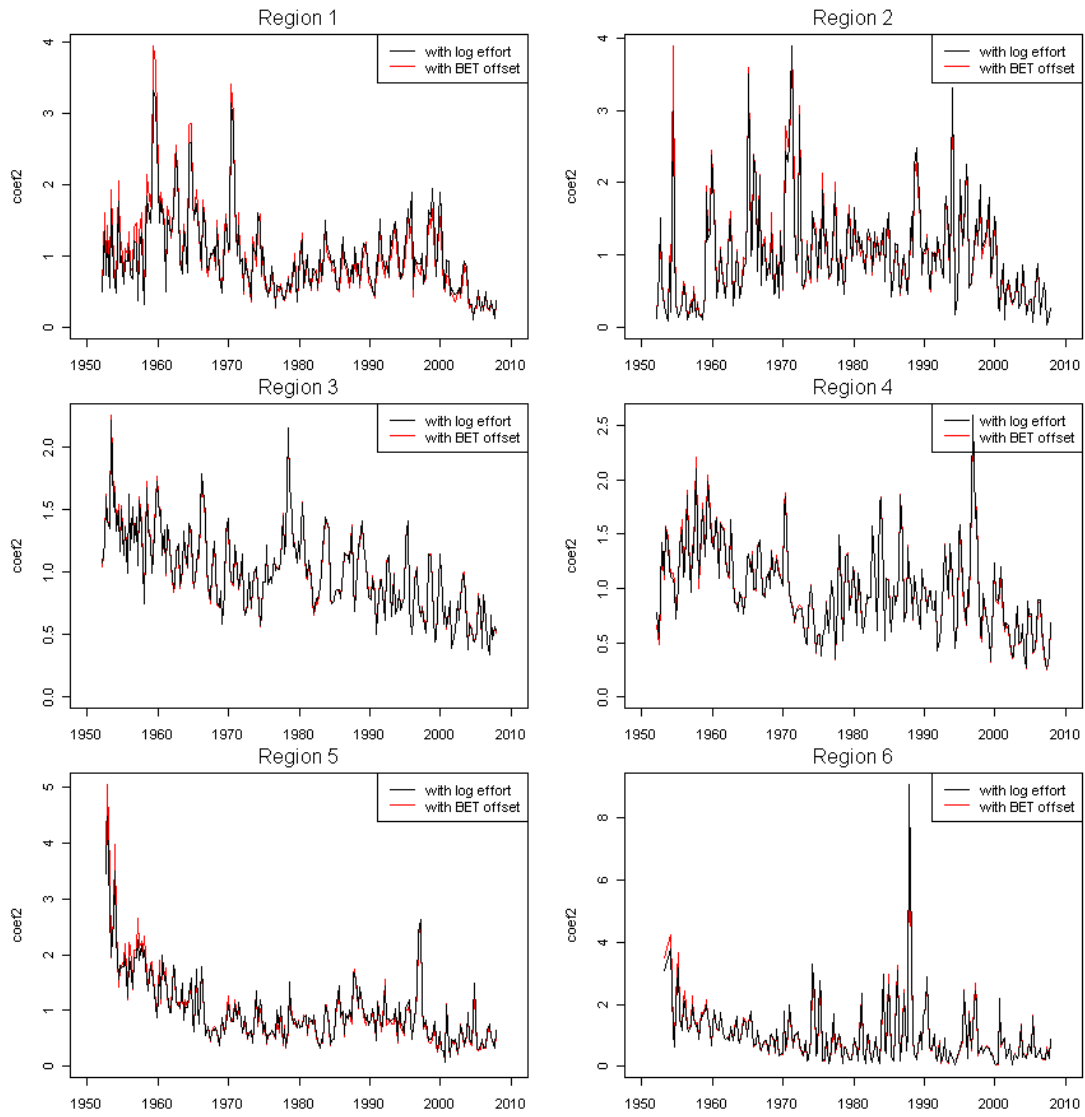 Region 1
4
3
2
1
0
coef2
with log effort
with BET offset
1950 1960 1970 1980 1990 2000 2010
Region 2
4
3
2
1
0
coef2
with log effort
with BET offset
1950 1960 1970 1980 1990 2000 2010
Region 3
2.0
1.5
1.0
0.5
0.0
coef2
with log effort
with BET offset
1950 1960 1970 1980 1990 2000 2010
Region 4
2.5
2.0
1.5
1.0
0.5
0.0
coef2
with log effort
with BET offset
1950 1960 1970 1980 1990 2000 2010
Region 5
5
4
3
2
1
0
coef2
with log effort
with BET offset
1950 1960 1970 1980 1990 2000 2010
Region 6
8
6
4
2
0
coef2
with log effort
with BET offset
1950 1960 1970 1980 1990 2000 2010